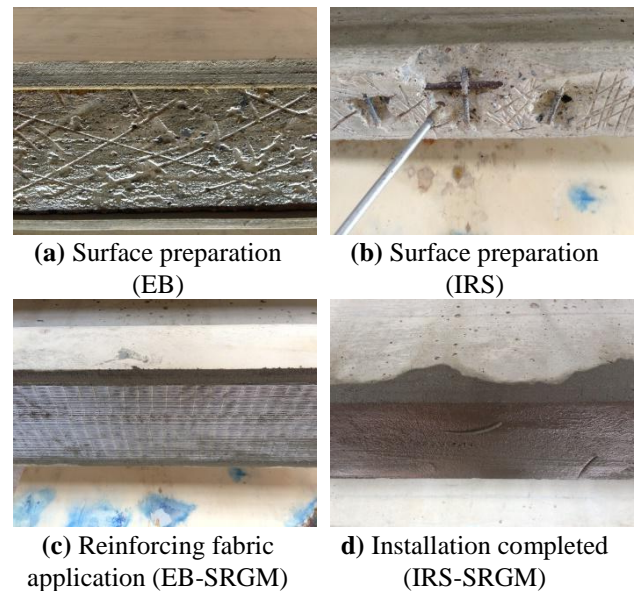 (a) Surface preparation
(EB)
(b) Surface preparation
(IRS)
(c) Reinforcing fabric
application (EB-SRGM)
d) Installation completed
(IRS-SRGM)